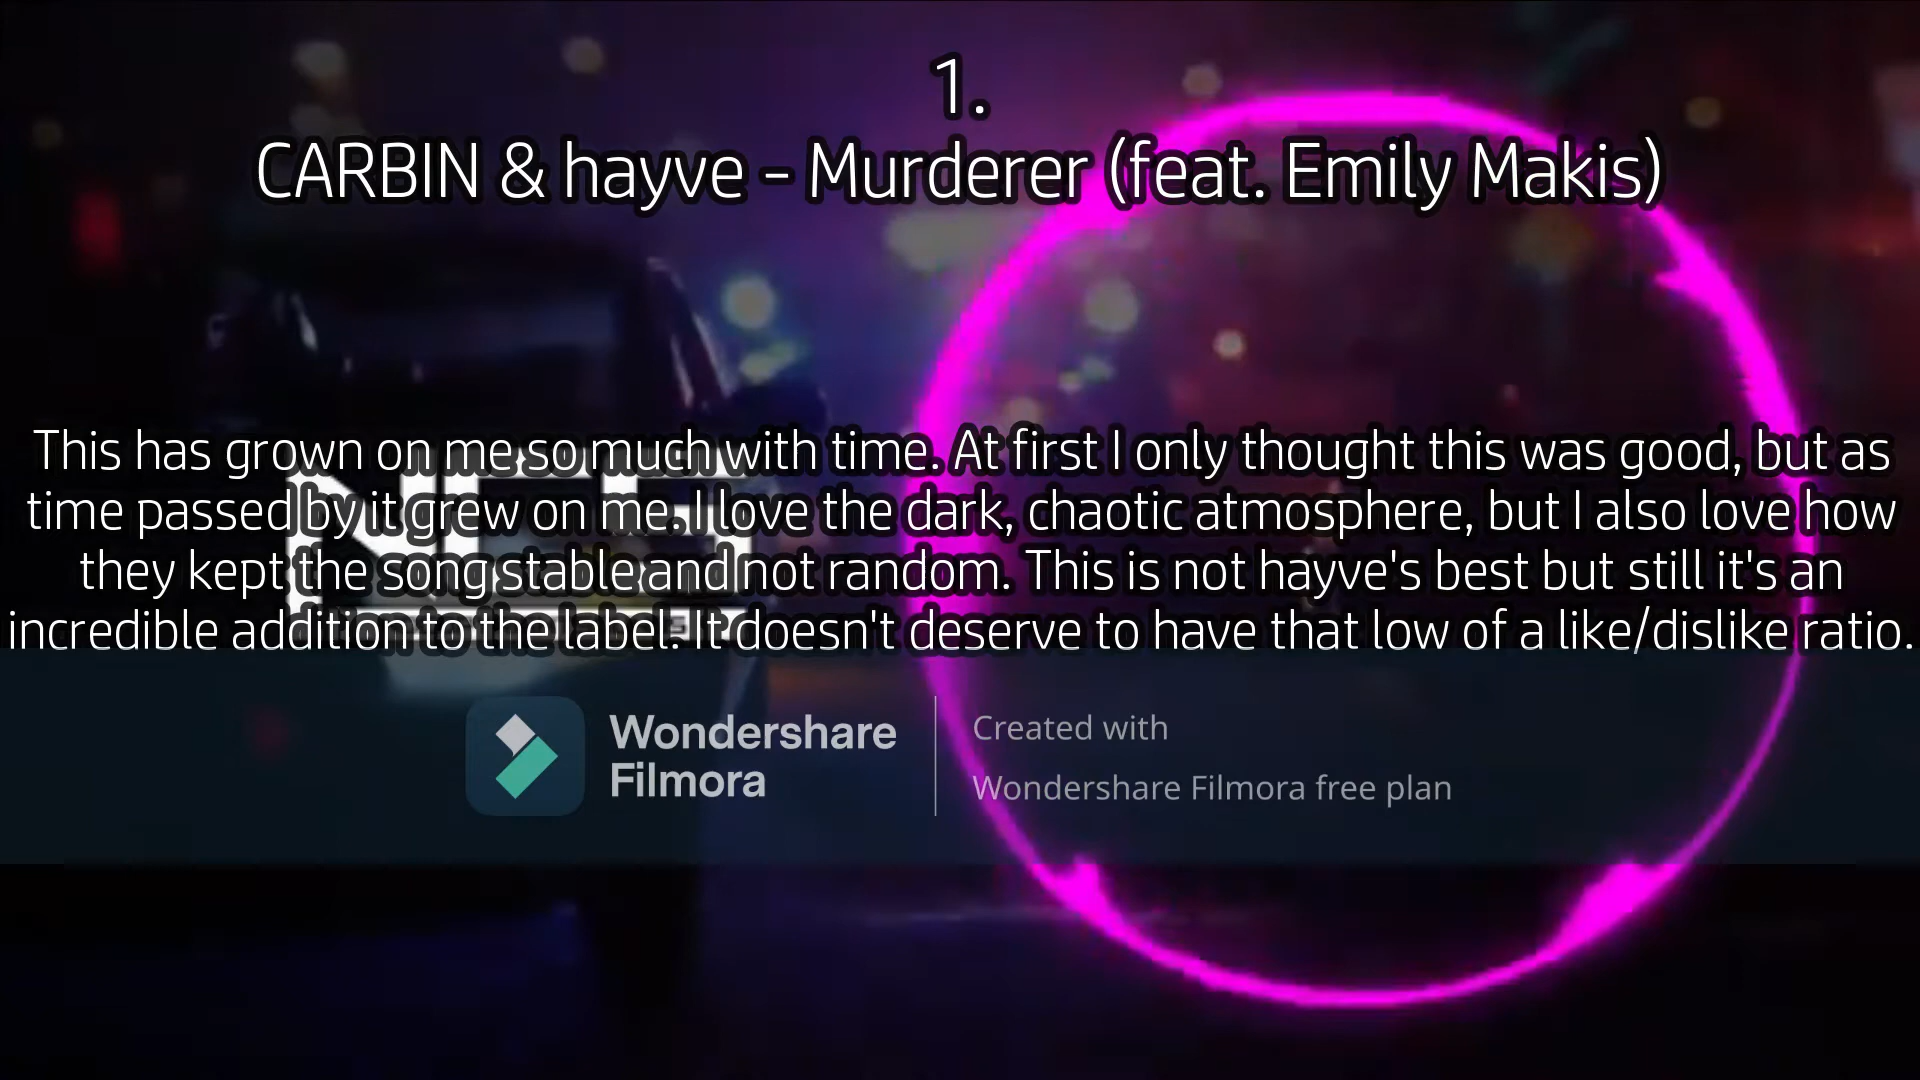 1.
CARBIN & hayve - Murderer (feat. Emily Makis)
This has grown on me so much with time. At first I only thought this was good, but as
time passed by it grew on me. I love the dark, chaotic atmosphere, but I also love how
they kept the song stable and not random. This is not hayve's best but still it's an
incredible addition to the label. It doesn't deserve to have that low of a like/dislike ratio.
NCS
Wondershare
Filmora
Created with
Wondershare Filmora free plan